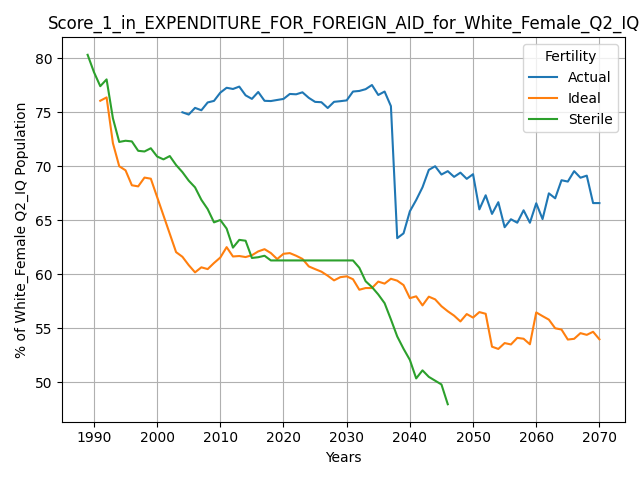 Score_1_in_EXPENDITURE_FOR_FOREIGN_AID_for_White_Female_Q2_IQ
Fertility
Actual
Ideal
Sterile
% of White_Female Q2_IQ Population
80
75
70
65
60
55
50
1990 2000 2010 2020 2030 2040 2050 2060 2070
Years